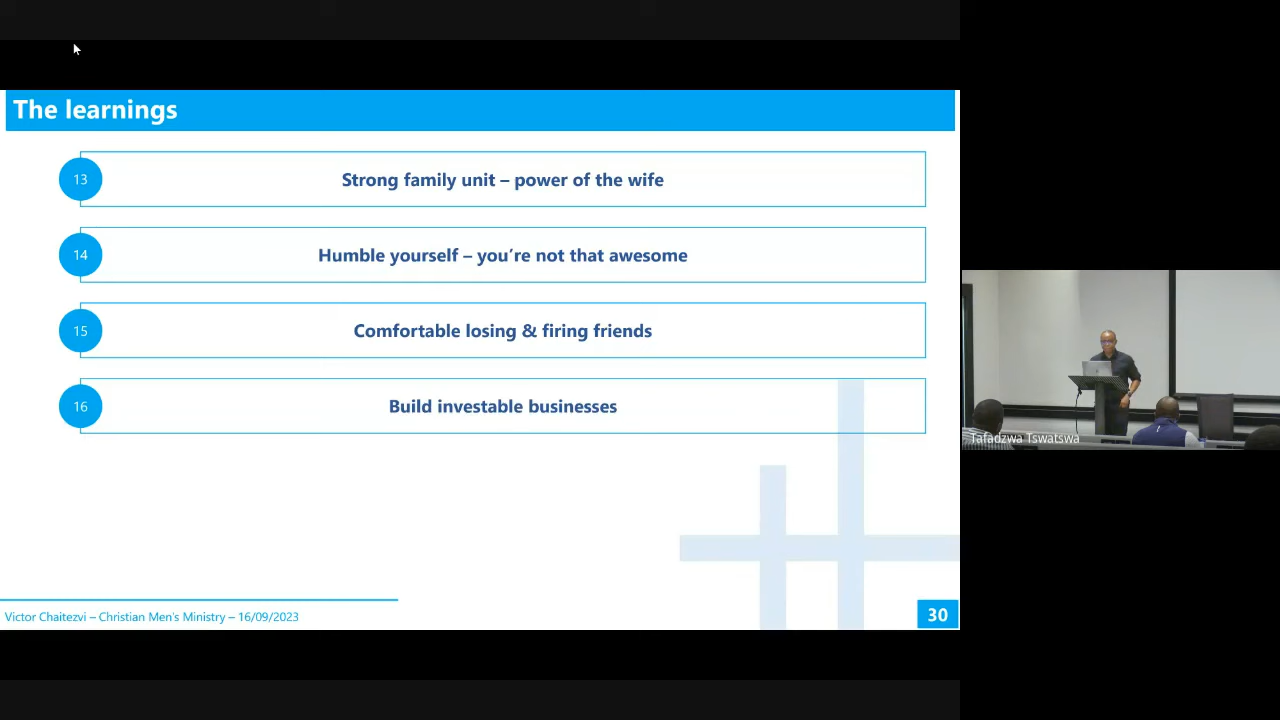 The learnings
13
Strong family unit – power of the wife
14
Humble yourself – you’re not that awesome
15
Comfortable losing & firing friends
16
Build investable businesses
Victor Chaitezvi – Christian Men's Ministry – 16/09/2023
30
Tafadzwa Tswatswa